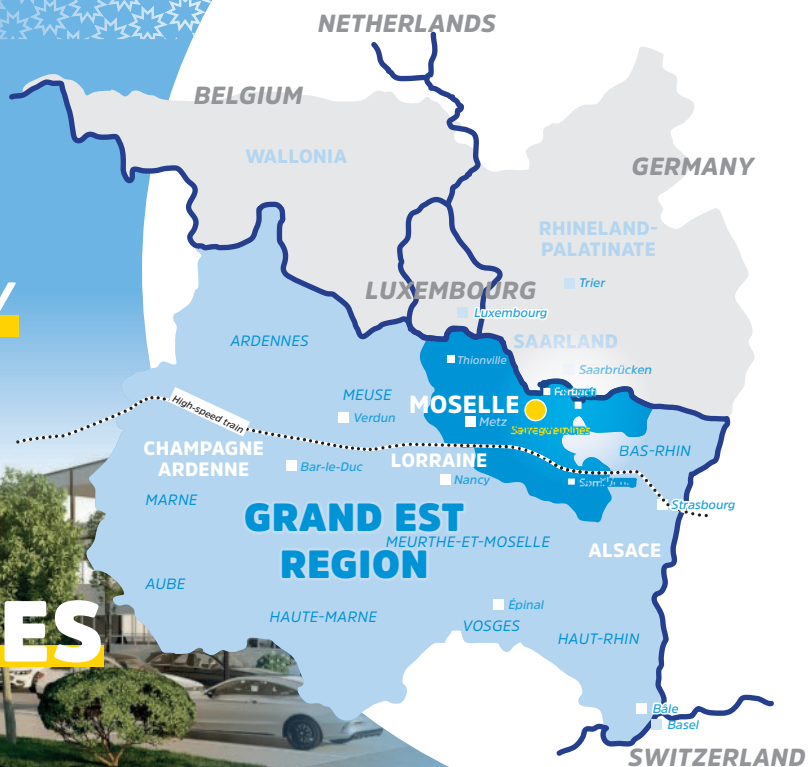 NETHERLANDS
BELGIUM
WALLONIA
GERMANY
RHINELAND-
PALATINATE
Trier
LUXEMBOURG
Luxembourg
ARDENNES
SAARLAND
Thionville
Saarbrücken
MEUSE
Forbach
High-speed train
MOSELLE
Verdun
Metz
Sarreguemines
CHAMPAGNE
ARDENNE
LORRAINE
BAS-RHIN
Bar-le-Duc
Nancy
MARNE
Strasbourg
GRAND EST
REGION
MEURTHE-ET-MOSELLE
ALSACE
AUBE
ES
Épinal
HAUTE-MARNE
VOSGES
HAUT-RHIN
Bâle
Basel
SWITZERLAND